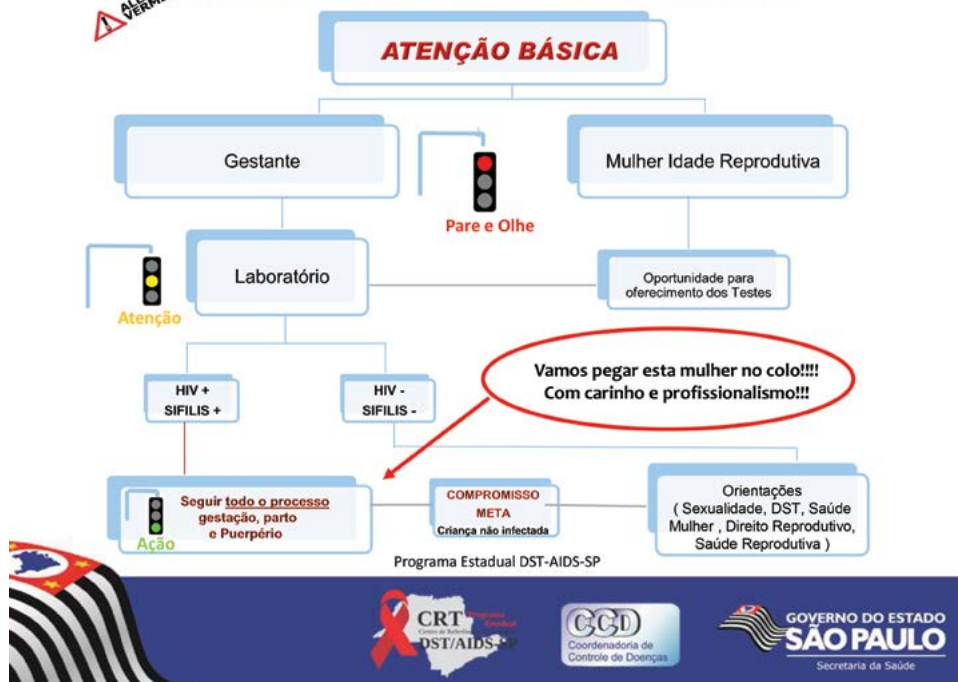 ATENÇÃO BÁSICA
Gestante
Mulher Idade Reprodutiva
Pare e Olhe
Laboratório
Oportunidade para
oferecimento dos Testes
Atenção
Vamos pegar esta mulher no colo!!!!
Com carinho e profissionalismo!!!
HIV +
SIFILIS +
HIV -
SIFILIS -
Seguir todo o processo
gestação, parto
e Puerpério
Ação
COMPROMISSO
META
Criança não infectada
Orientações
( Sexualidade, DST, Saúde
Mulher , Direito Reprodutivo,
Saúde Reprodutiva )
Programa Estadual DST-AIDS-SP
CRT
Programa
Estadual
DST/AIDS-SP
CCD
Coordenadoria de
Controle de Doenças
GOVERNO DO ESTADO
SÃO PAULO
Secretaria da Saúde